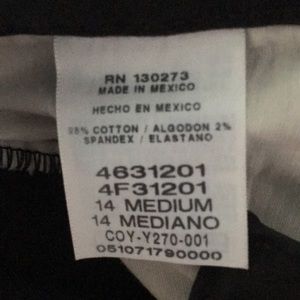 RN 130273
MADE IN MEXICO
HECHO EN MEXICO
98% COTTON / ALGODON 2%
SPANDEX / ELASTANO
4631201
4F31201
14 MEDIUM
14 MEDIANO
COY-Y270-001
051071790000